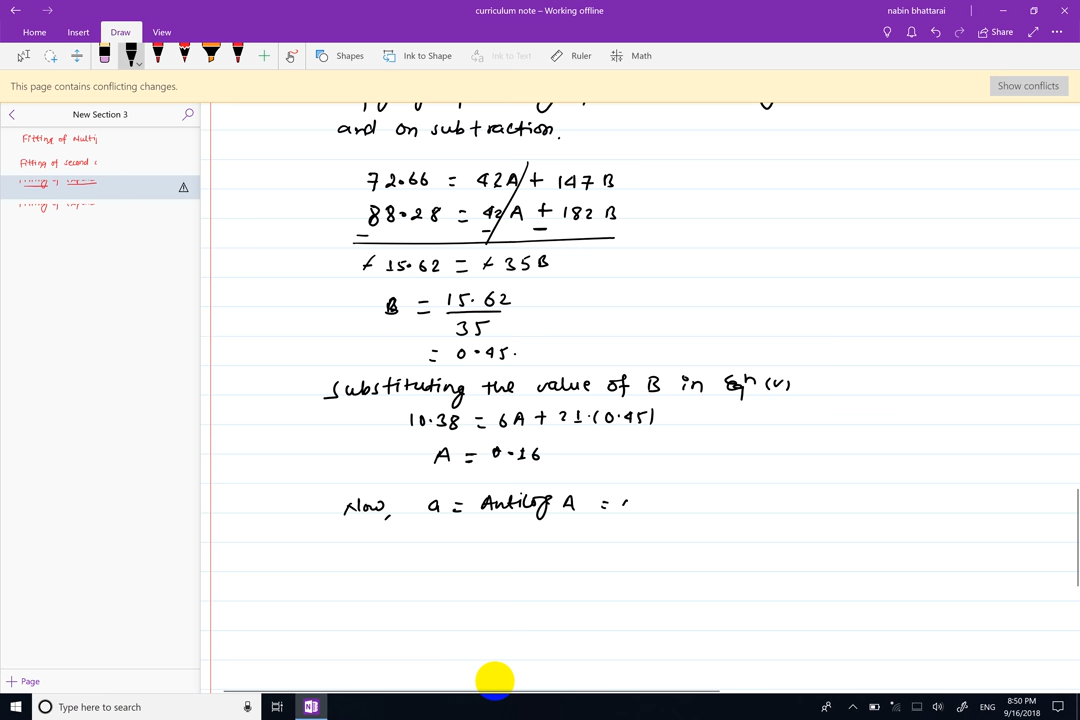 curriculum note – Working offline
nabin bhattarai
Home Insert Draw View
Share
Shapes Ink to Shape Ink to Text Ruler Math
This page contains conflicting changes.
Show conflicts
New Section 3
Fitting of Multip
Fitting of second
and on subtraction.
72.66 = 42A + 147 B
88.28 = 42A + 182 B
- - -
- 15.62 = - 35B
B = 15.62
35
= 0.45.
Substituting the value of B in Eqn (v)
10.38 = 6A + 21.(0.45)
A = 0.16
Now, a = Antilog A =
+ Page
Type here to search
ENG
8:50 PM
9/16/2018